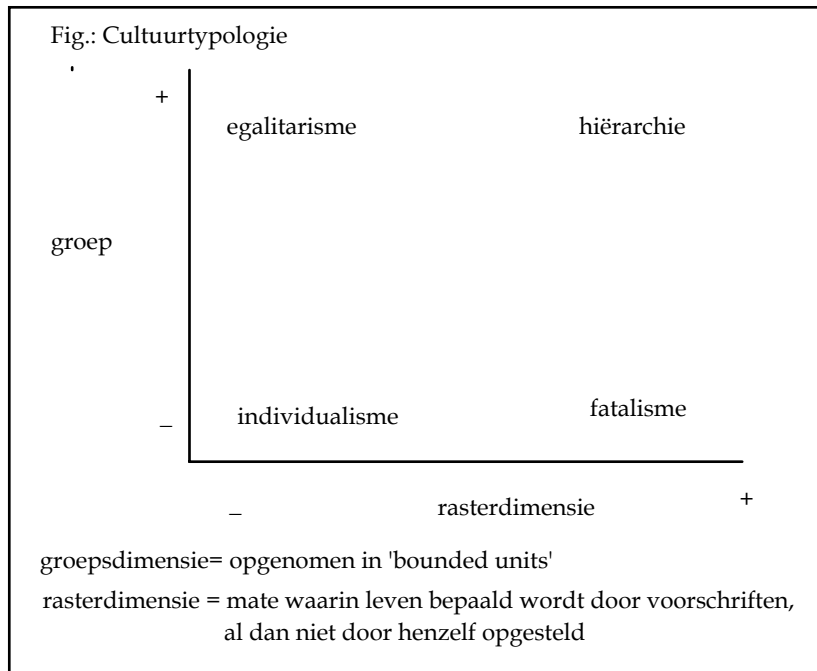 Fig.: Cultuurtypologie
+
egalitarisme hiërarchie
groep
– individualisme fatalisme
– rasterdimensie +
groepsdimensie= opgenomen in 'bounded units'
rasterdimensie = mate waarin leven bepaald wordt door voorschriften,
al dan niet door henzelf opgesteld